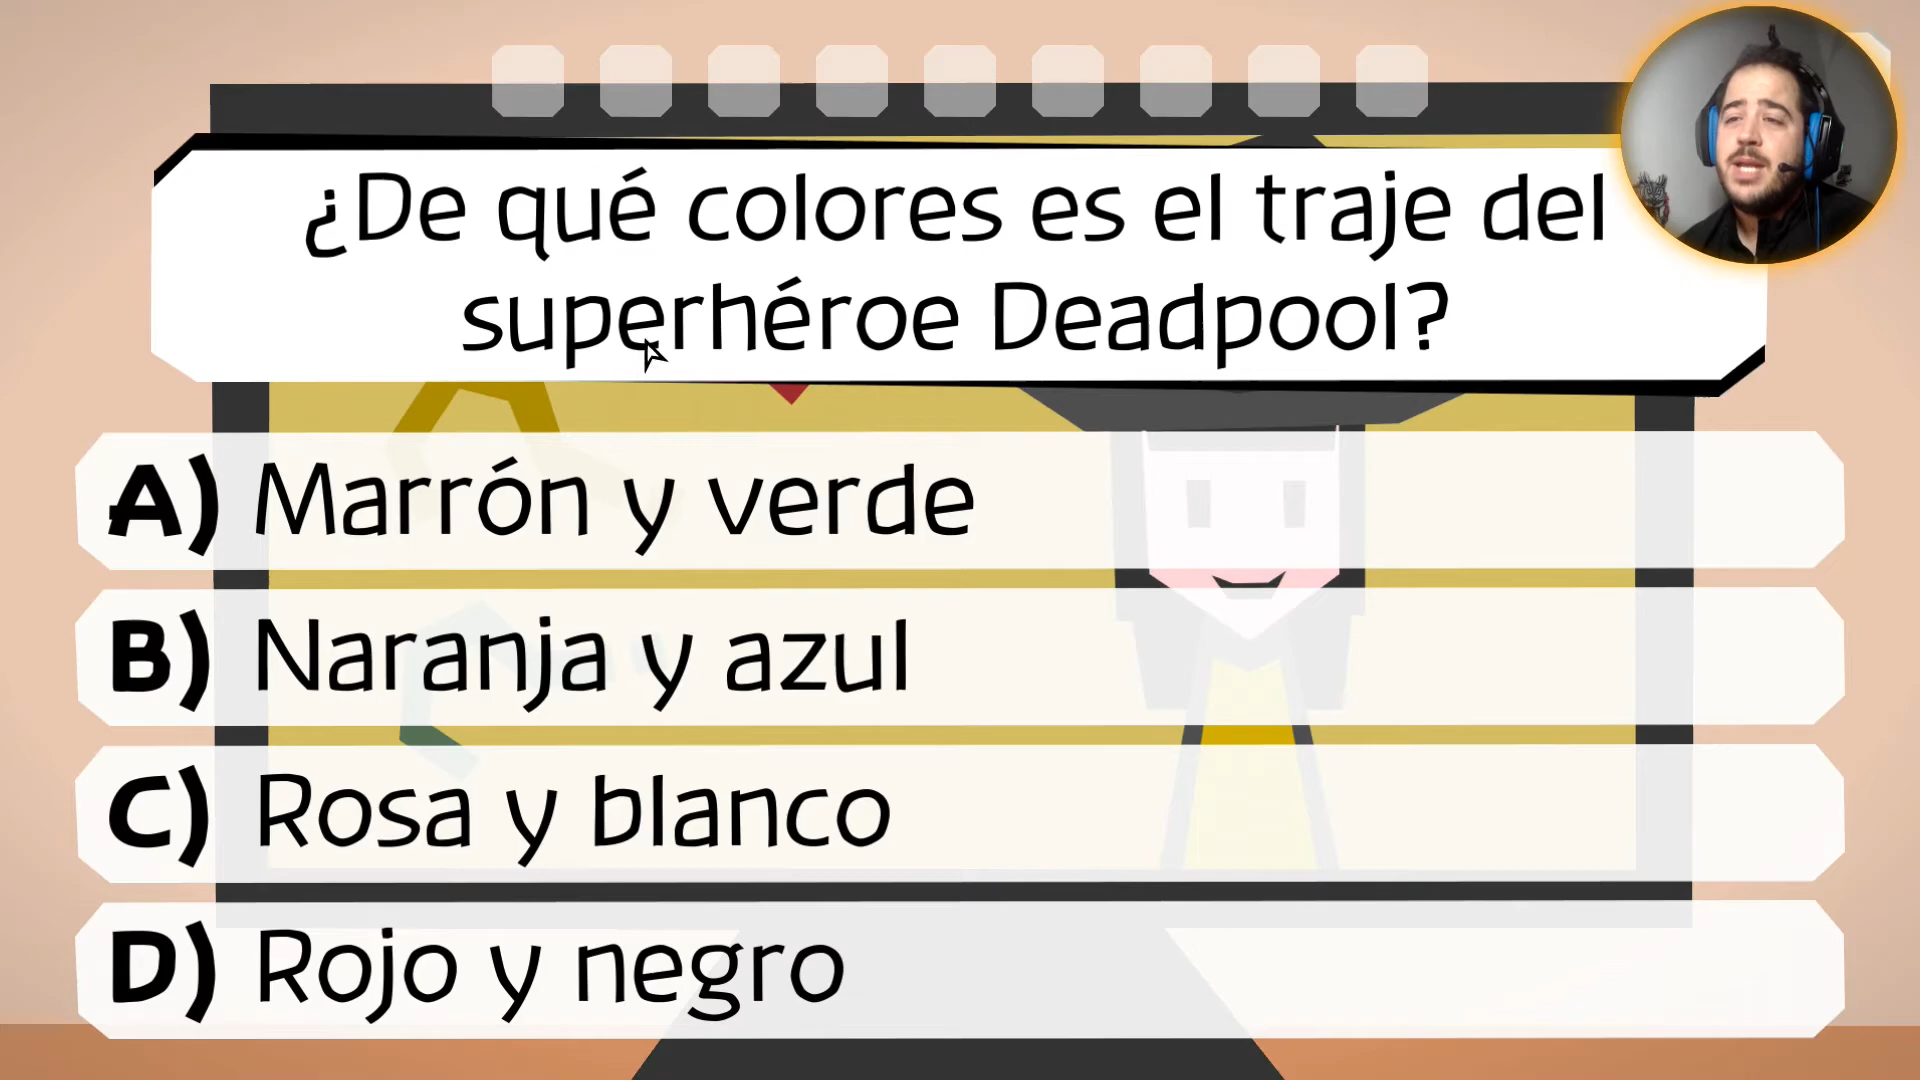 ¿De qué colores es el traje del
superhéroe Deadpool?
A) Marrón y verde
B) Naranja y azul
C) Rosa y blanco
D) Rojo y negro